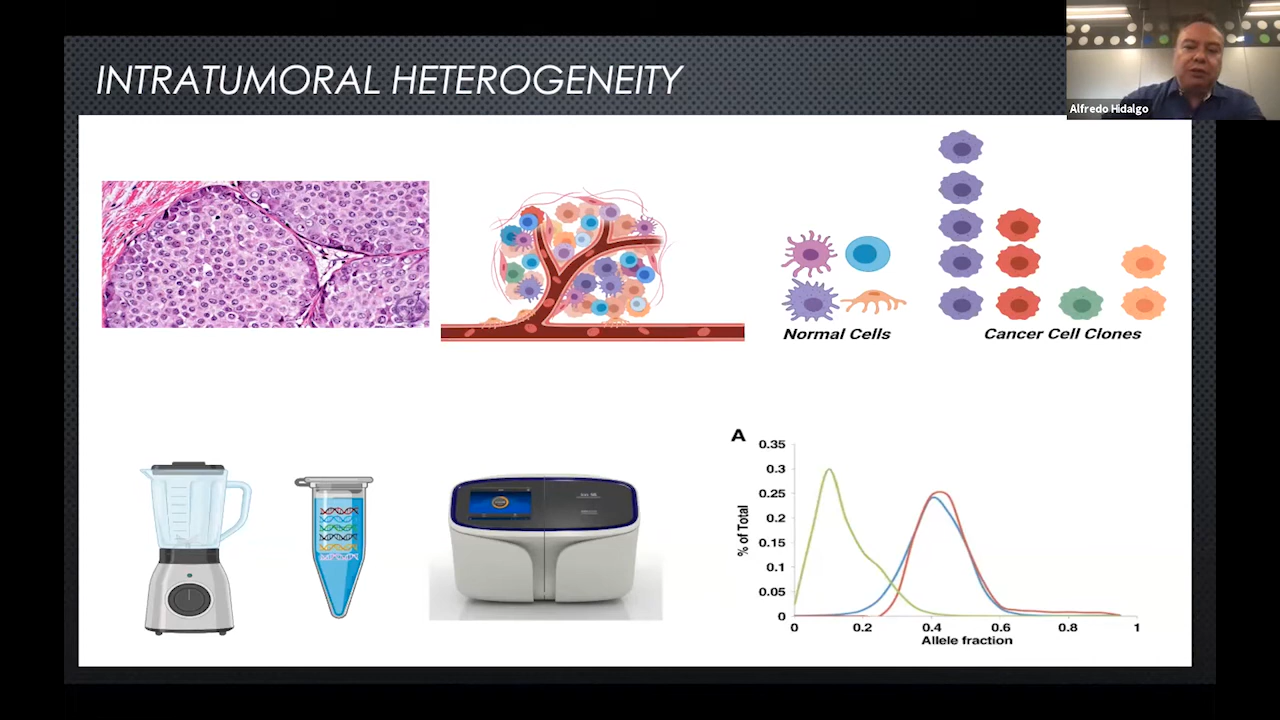 INTRATUMORAL HETEROGENEITY
Alfredo Hidalgo
Normal Cells
Cancer Cell Clones
A
% of Total
0.35
0.3
0.25
0.2
0.15
0.1
0.05
0
0 0.2 0.4 0.6 0.8 1
Allele fraction